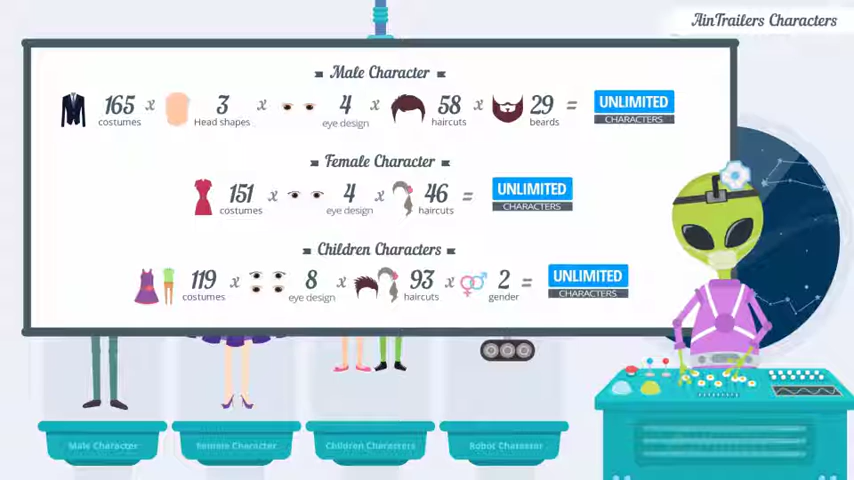 AinTrailers Characters
Male Character
165 x 3 x 4 x 58 x 29 = UNLIMITED
costumes Head shapes eye design haircuts beards CHARACTERS
Female Character
151 x 4 x 46 = UNLIMITED
costumes eye design haircuts CHARACTERS
Children Characters
119 x 8 x 93 x 2 = UNLIMITED
costumes eye design haircuts gender CHARACTERS
Male Character Female Character Children Characters Robot Character